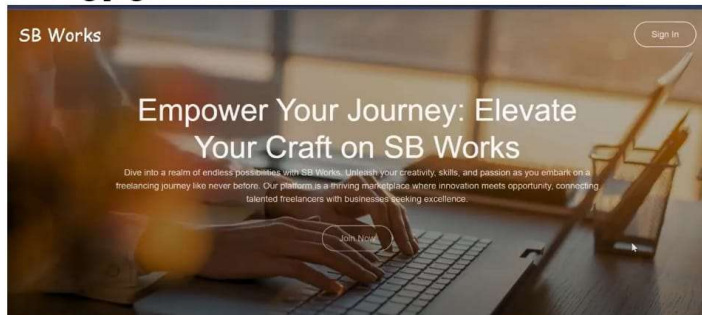 SB Works
Sign In
Empower Your Journey: Elevate
Your Craft on SB Works
Dive into a realm of endless possibilities with SB Works. Unleash your creativity, skills, and passion as you embark on a
freelancing journey like never before. Our platform is a thriving marketplace where innovation meets opportunity, connecting
talented freelancers with businesses seeking excellence.
Join Now